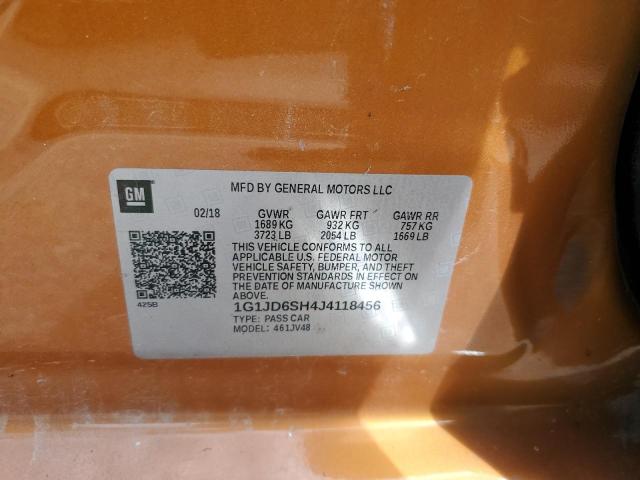 GM
MFD BY GENERAL MOTORS LLC
02/18 GVWR GAWR FRT GAWR RR
1689 KG 932 KG 757 KG
3723 LB 2054 LB 1669 LB
THIS VEHICLE CONFORMS TO ALL
APPLICABLE U.S. FEDERAL MOTOR
VEHICLE SAFETY, BUMPER, AND THEFT
PREVENTION STANDARDS IN EFFECT ON
THE DATE OF MANUFACTURE SHOWN
ABOVE.
425B
1G1JD6SH4J4118456
TYPE: PASS CAR
MODEL: 461JV48